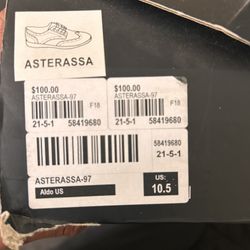 ASTERASSA
$100.00
ASTERASSA-97
F18
21-5-1 58419680
$100.00
ASTERASSA-97
F18
21-5-1 58419680
58419680
21-5-1
ASTERASSA-97
Aldo US
US:
10.5